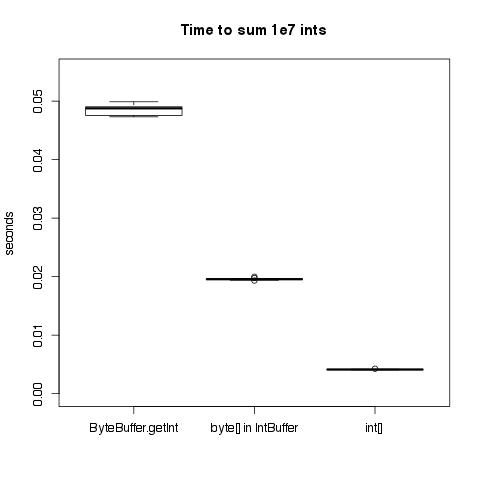 Time to sum 1e7 ints
seconds
0.05
0.04
0.03
0.02
0.01
0.00
ByteBuffer.getInt
byte[] in IntBuffer
int[]